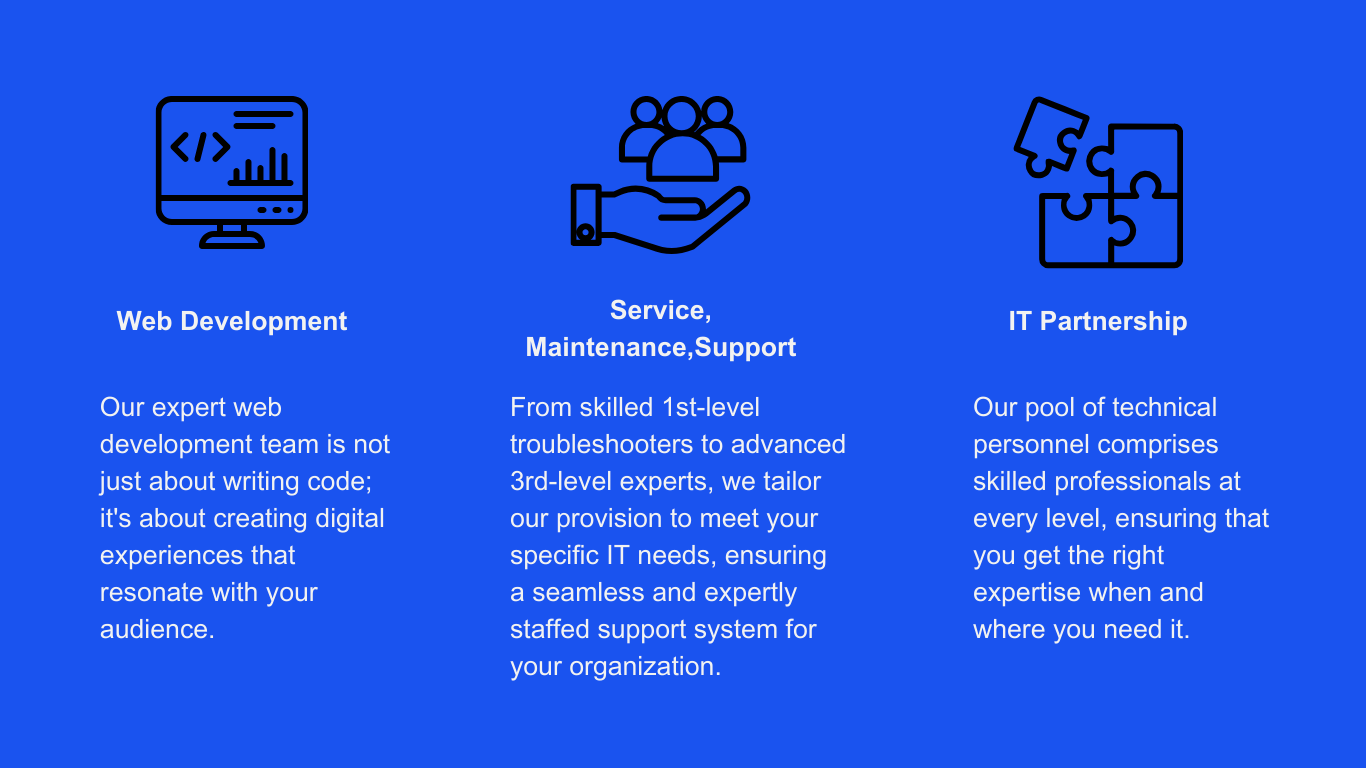 </>
Web Development
Our expert web
development team is not
just about writing code;
it's about creating digital
experiences that
resonate with your
audience.
Service,
Maintenance,Support
From skilled 1st-level
troubleshooters to advanced
3rd-level experts, we tailor
our provision to meet your
specific IT needs, ensuring
a seamless and expertly
staffed support system for
your organization.
IT Partnership
Our pool of technical
personnel comprises
skilled professionals at
every level, ensuring that
you get the right
expertise when and
where you need it.